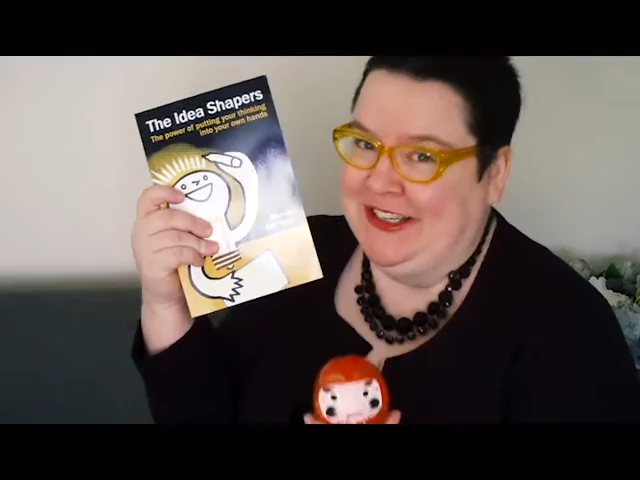 The Idea Shapers
The power of putting your thinking
into your own hands